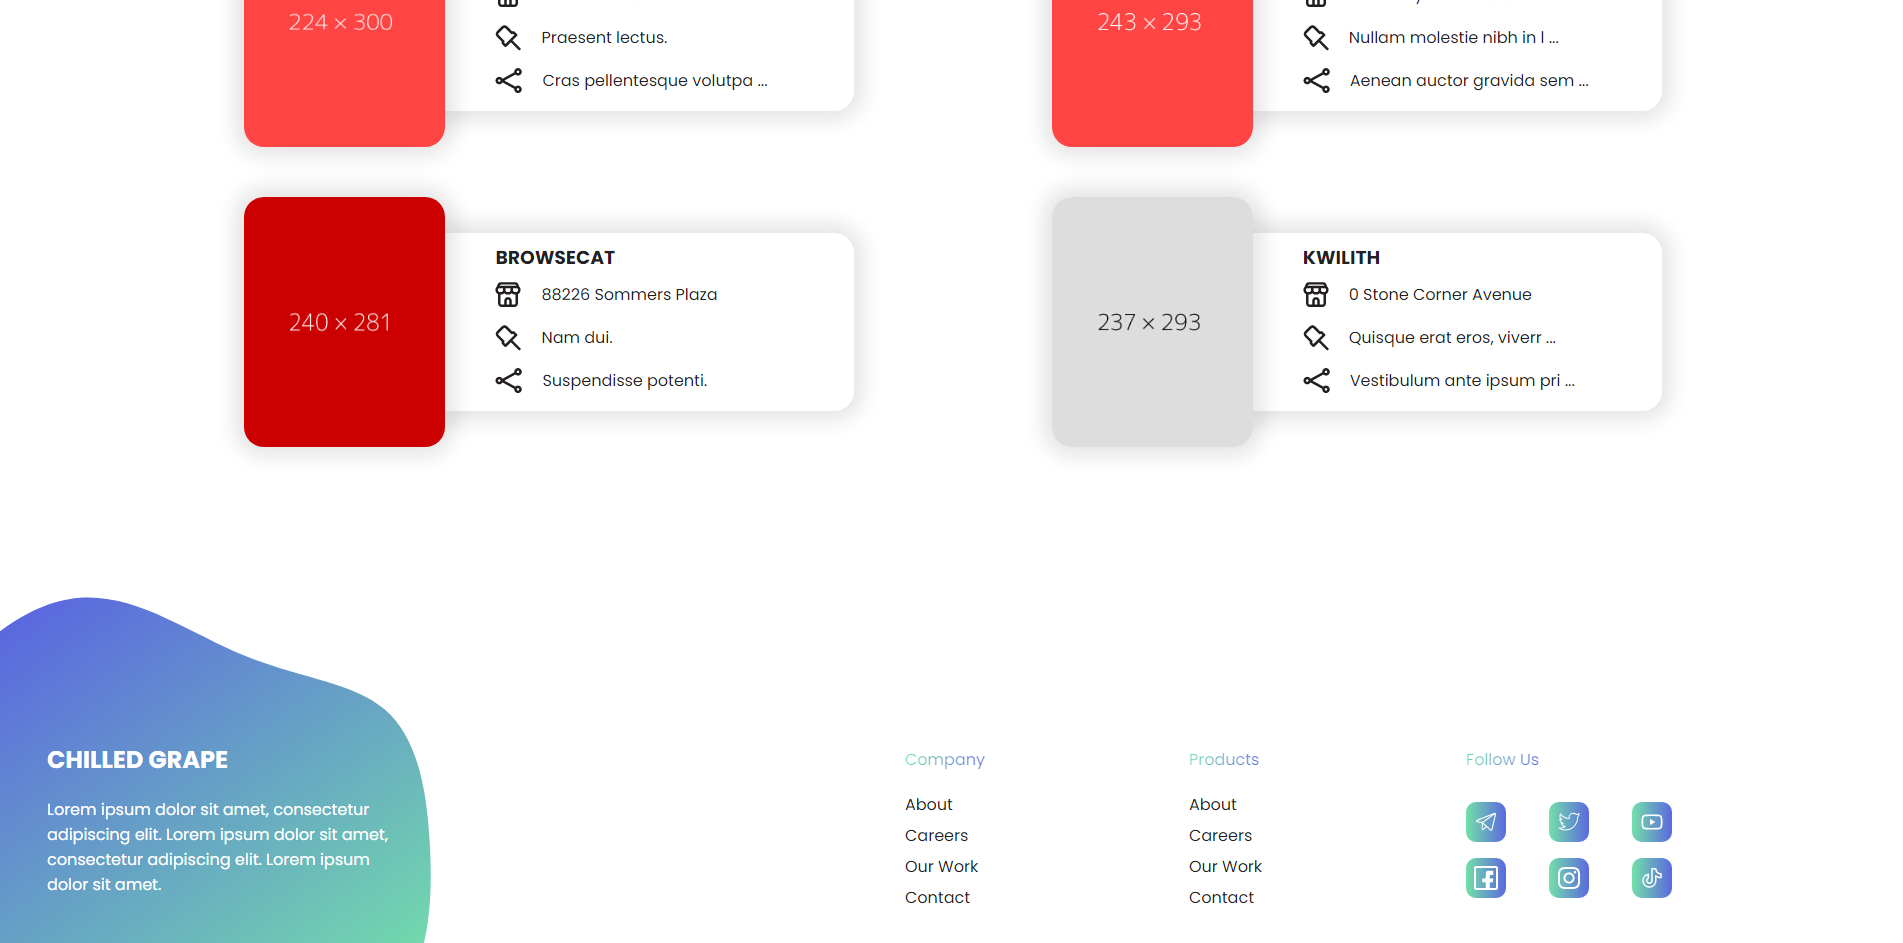 224 × 300
Praesent lectus.
Cras pellentesque volutpa ...
243 × 293
Nullam molestie nibh in l ...
Aenean auctor gravida sem ...
240 × 281
BROWSECAT
88226 Sommers Plaza
Nam dui.
Suspendisse potenti.
237 × 293
KWILITH
0 Stone Corner Avenue
Quisque erat eros, viverr ...
Vestibulum ante ipsum pri ...
CHILLED GRAPE
Lorem ipsum dolor sit amet, consectetur
adipiscing elit. Lorem ipsum dolor sit amet,
consectetur adipiscing elit. Lorem ipsum
dolor sit amet.
Company
About
Careers
Our Work
Contact
Products
About
Careers
Our Work
Contact
Follow Us